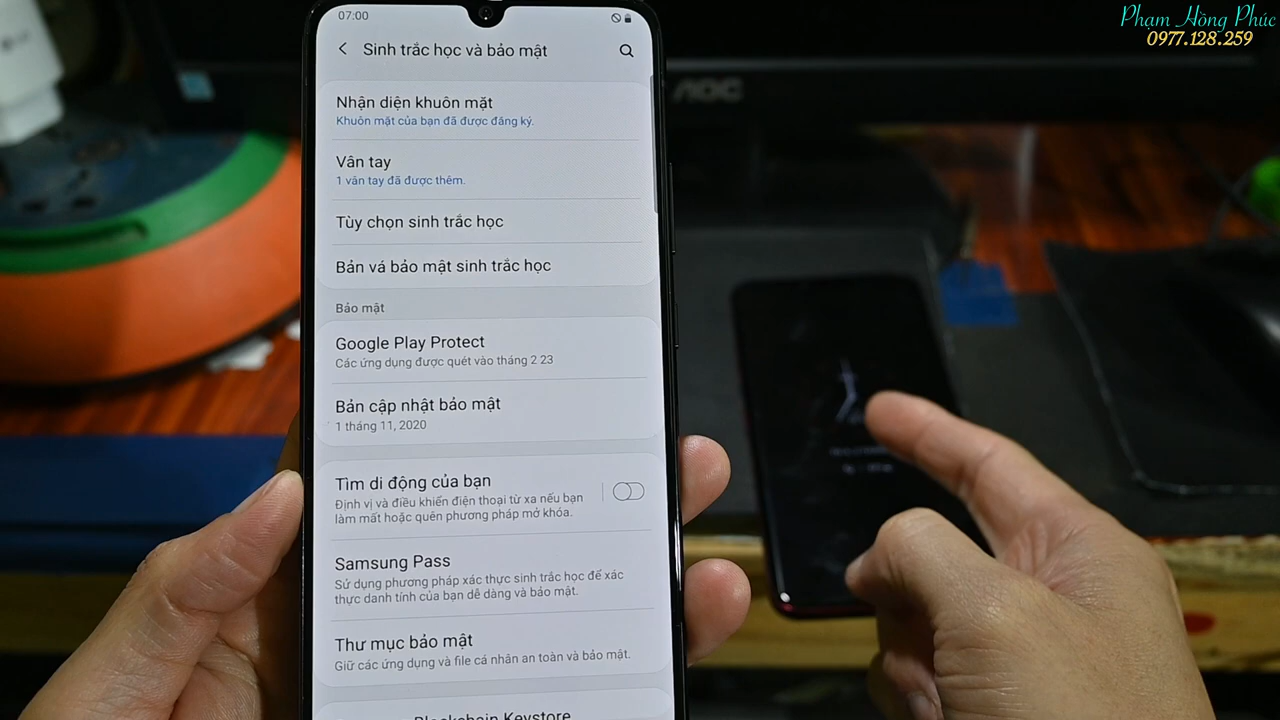 Phạm Hồng Phúc
0977.128.259
AOC
07:00
Sinh trắc học và bảo mật
Nhận diện khuôn mặt
Khuôn mặt của bạn đã được đăng ký.
Vân tay
1 vân tay đã được thêm.
Tùy chọn sinh trắc học
Bản vá bảo mật sinh trắc học
Bảo mật
Google Play Protect
Các ứng dụng được quét vào tháng 2 23
Bản cập nhật bảo mật
1 tháng 11, 2020
Tìm di động của bạn
Định vị và điều khiển điện thoại từ xa nếu bạn
làm mất hoặc quên phương pháp mở khóa.
Samsung Pass
Sử dụng phương pháp xác thực sinh trắc học để xác
thực danh tính của bạn dễ dàng và bảo mật.
Thư mục bảo mật
Giữ các ứng dụng và file cá nhân an toàn và bảo mật.
Blockchain Keystore